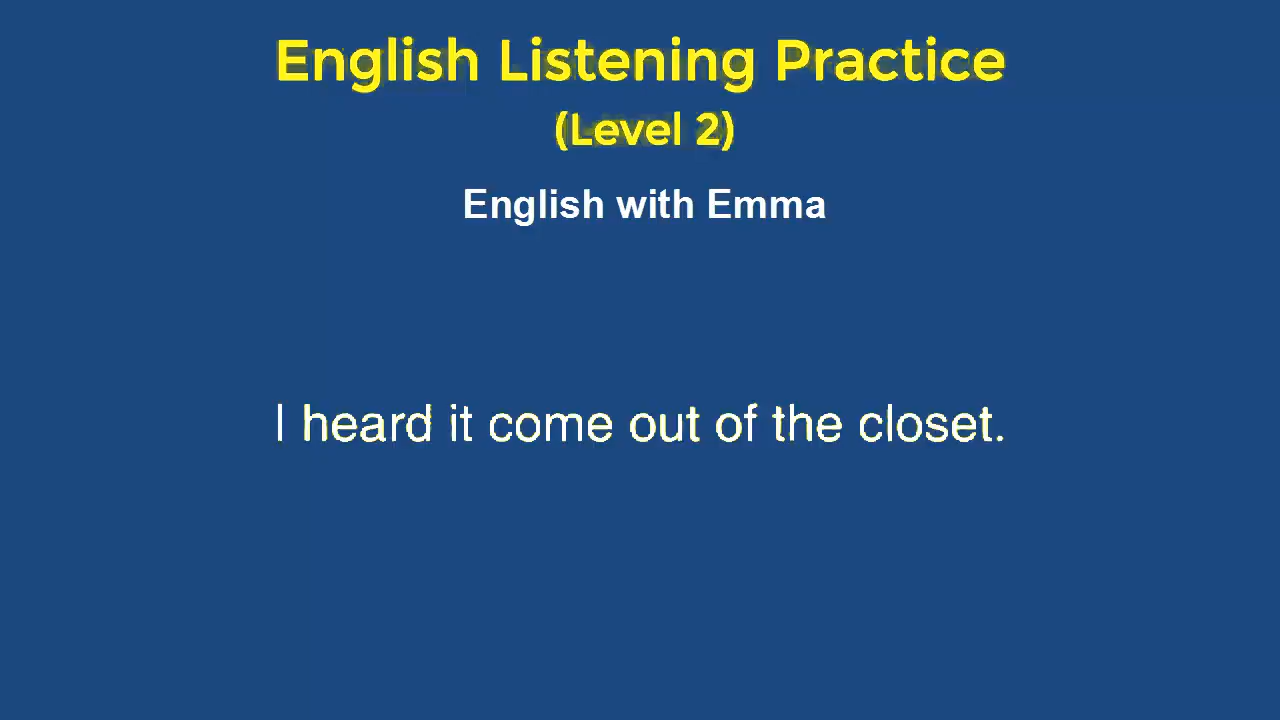 English Listening Practice
(Level 2)
English with Emma
I heard it come out of the closet.